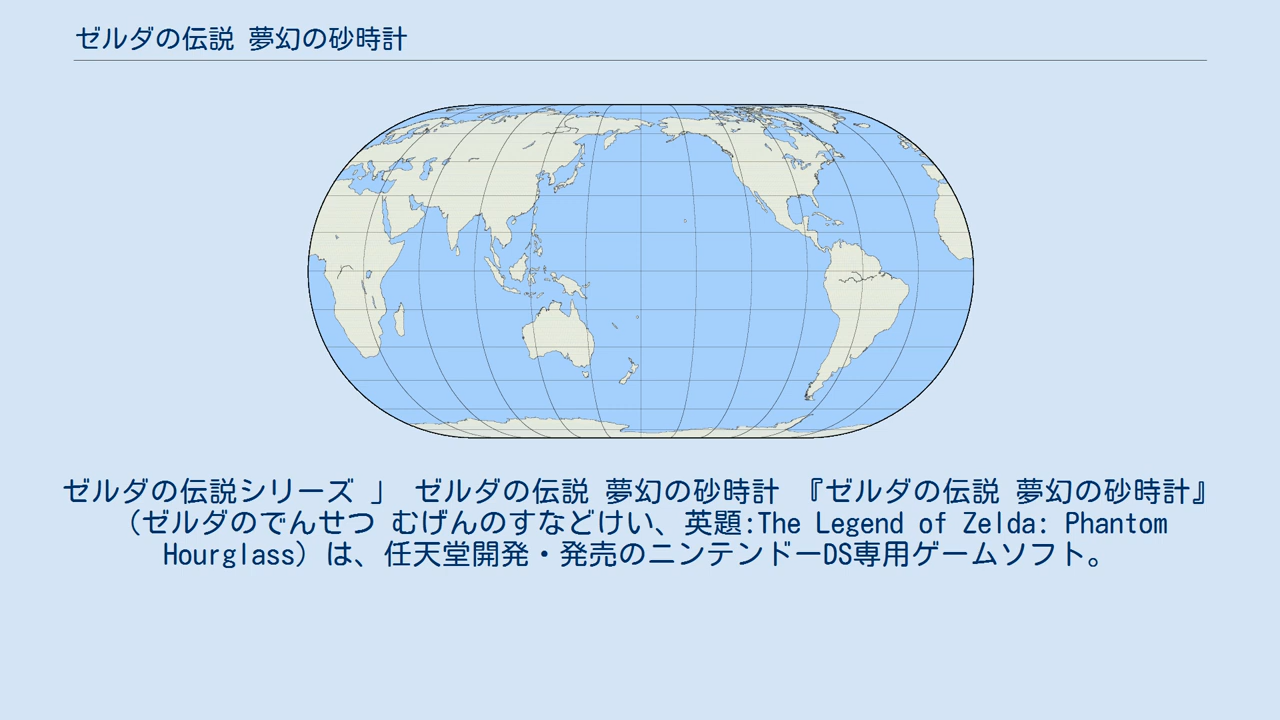 ゼルダの伝説 夢幻の砂時計
ゼルダの伝説シリーズ 」 ゼルダの伝説 夢幻の砂時計 『ゼルダの伝説 夢幻の砂時計』
（ゼルダのでんせつ むげんのすなどけい、英題:The Legend of Zelda: Phantom
Hourglass）は、任天堂開発・発売のニンテンドーDS専用ゲームソフト。